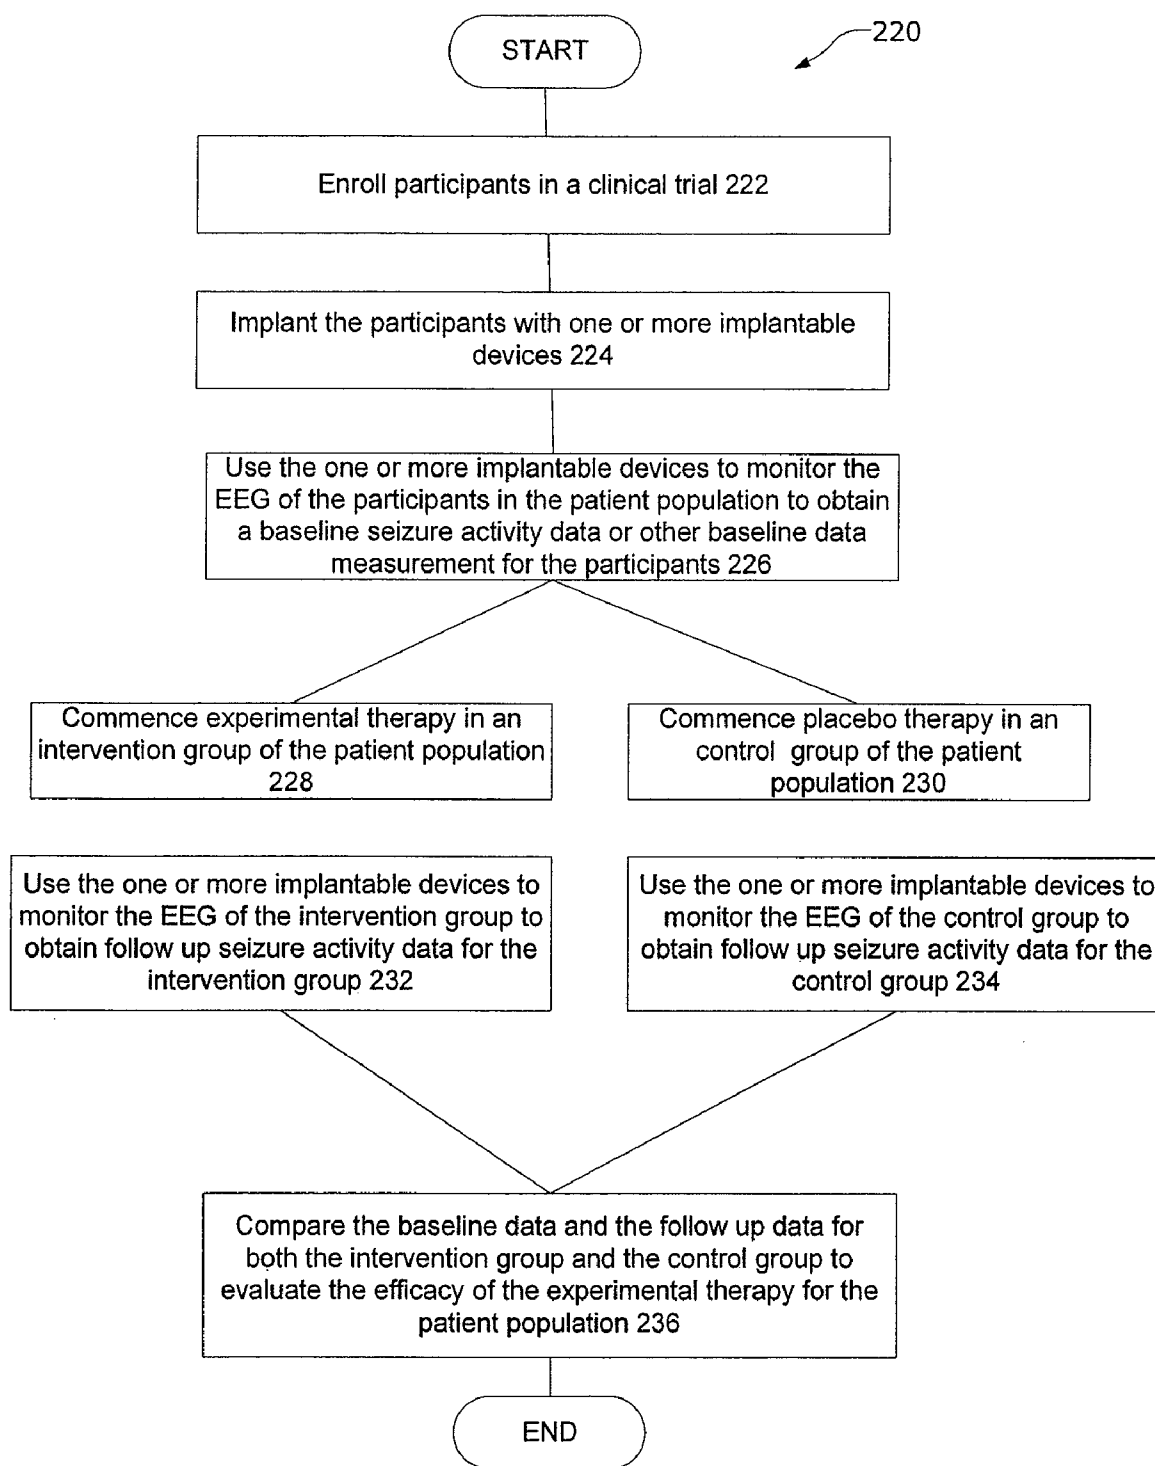 START
220
Enroll participants in a clinical trial 222
Implant the participants with one or more implantable
devices 224
Use the one or more implantable devices to monitor the
EEG of the participants in the patient population to obtain
a baseline seizure activity data or other baseline data
measurement for the participants 226
Commence experimental therapy in an
intervention group of the patient population
228
Commence placebo therapy in an
control group of the patient
population 230
Use the one or more implantable devices to
monitor the EEG of the intervention group to
obtain follow up seizure activity data for the
intervention group 232
Use the one or more implantable devices to
monitor the EEG of the control group to
obtain follow up seizure activity data for the
control group 234
Compare the baseline data and the follow up data for
both the intervention group and the control group to
evaluate the efficacy of the experimental therapy for the
patient population 236
END